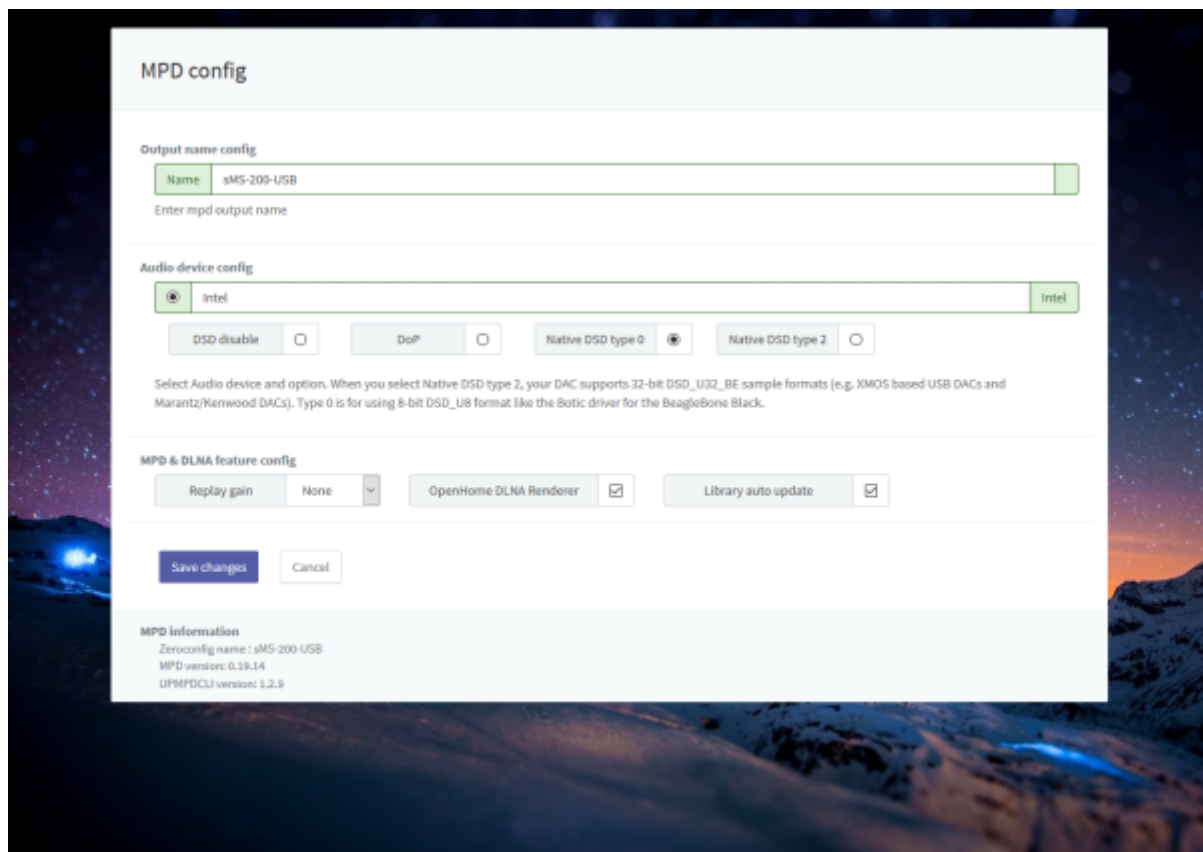 MPD config
Output name config
Name sMS-200-USB
Enter mpd output name
Audio device config
Intel Intel
DSD disable DoP Native DSD type 0 Native DSD type 2
Select Audio device and option. When you select Native DSD type 2, your DAC supports 32-bit DSD_U32_BE sample formats (e.g. XMOS based USB DACs and
Marantz/Kenwood DACs). Type 0 is for using 8-bit DSD_U8 format like the Botic driver for the BeagleBone Black.
MPD & DLNA feature config
Replay gain None OpenHome DLNA Renderer Library auto update
Save changes Cancel
MPD information
Zeroconfig name : sMS-200-USB
MPD version: 0.19.14
UPMPDCLI version: 1.2.9